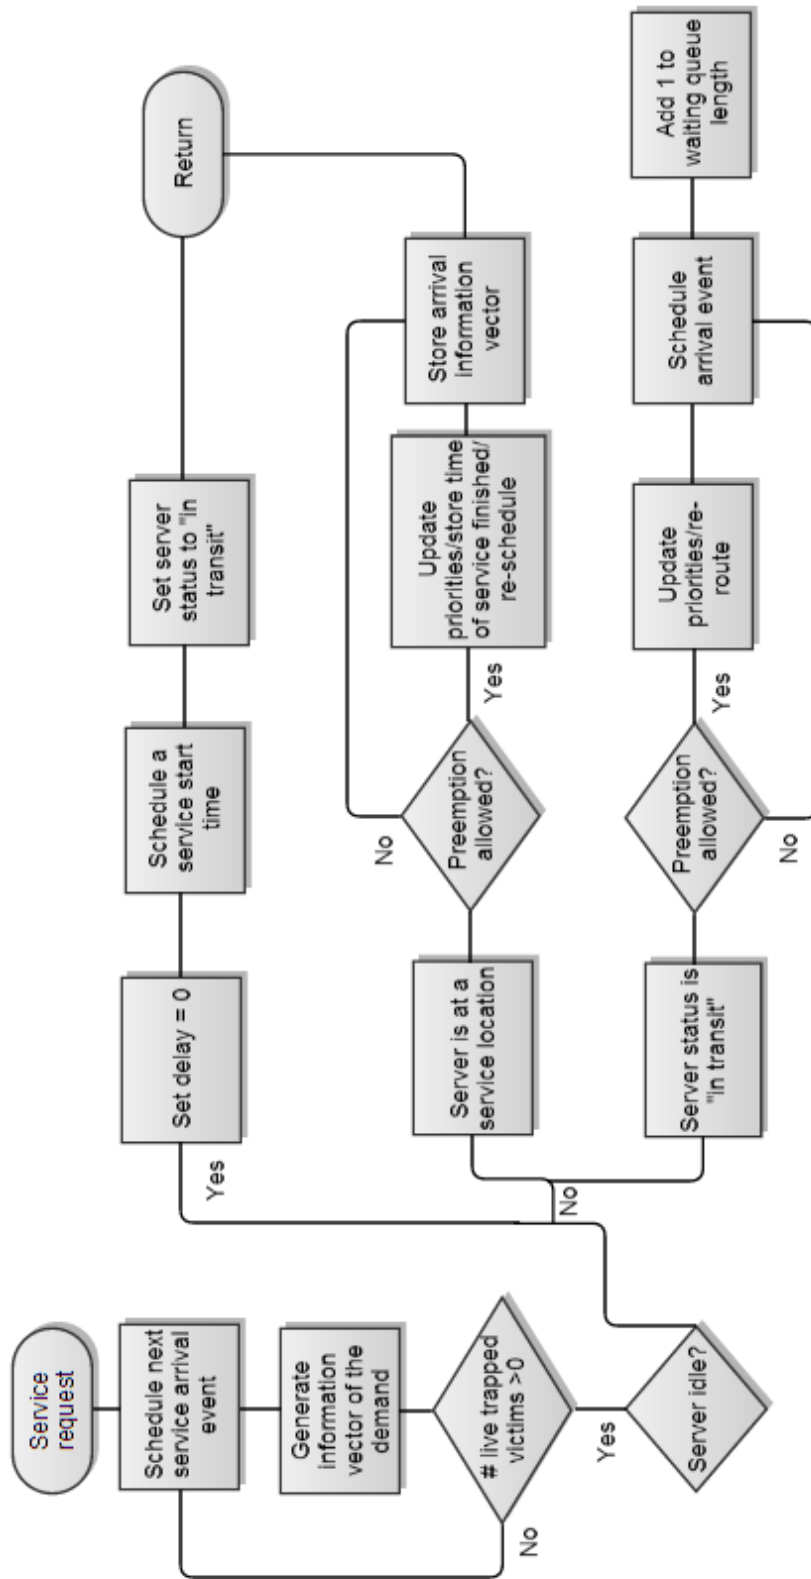 Service
request
Schedule next
service arrival
event
Generate
information
vector of the
demand
# live trapped
victims >0
No
Yes
Server idle?
Yes
No
Set delay = 0
Schedule a
service start
time
Set server
status to "in
transit"
Return
Server is at a
service location
Preemption
allowed?
No
Yes
Update
priorities/store time
of service finished/
re-schedule
Store arrival
information
vector
Server status is
"in transit"
Preemption
allowed?
No
Yes
Update
priorities/re-
route
Schedule
arrival event
Add 1 to
waiting queue
length